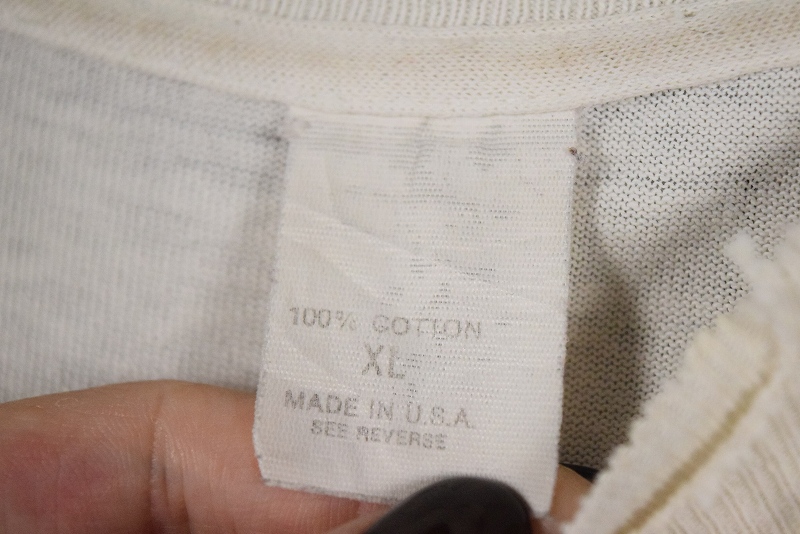 100% COTTON
XL
MADE IN U.S.A.
SEE REVERSE